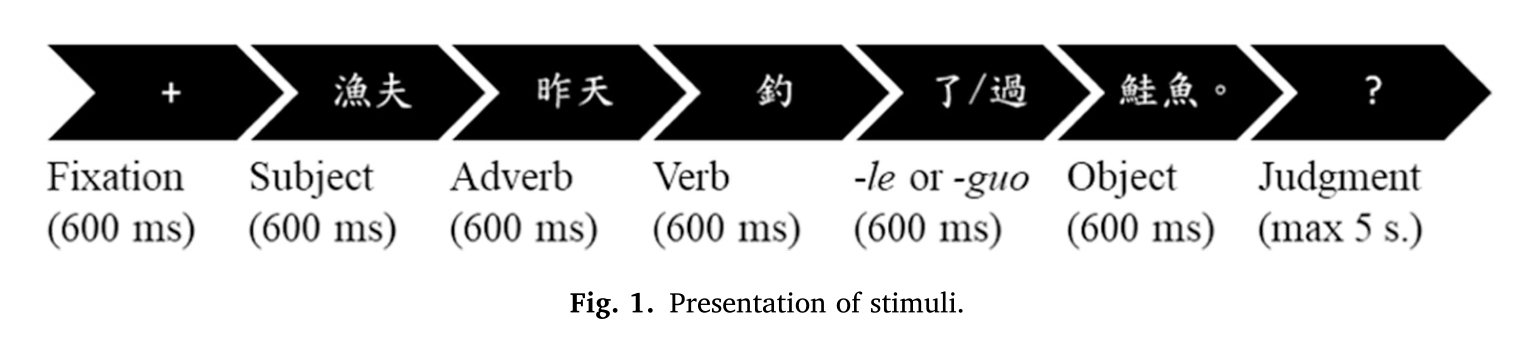 + 漁夫 昨天 釣 了/過 鮭魚。 ?
Fixation Subject Adverb Verb -le or -guo Object Judgment
(600 ms) (600 ms) (600 ms) (600 ms) (600 ms) (600 ms) (max 5 s.)
Fig. 1. Presentation of stimuli.